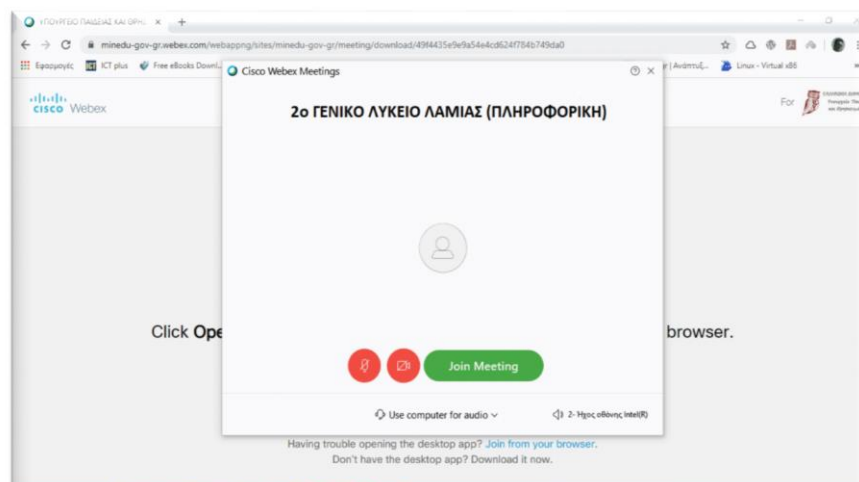 ΥΠΟΥΡΓΕΙΟ ΠΑΙΔΕΙΑΣ ΚΑΙ ΘΡΗΣ
minedu-gov-gr.webex.com/webappng/sites/minedu-gov-gr/meeting/download/49f4435e9e9a54e4cd624f784b749da0
Εφαρμογές ICT plus Free eBooks Downl Linux - Virtual x86
Cisco Webex Meetings
CISCO Webex
For
2ο ΓΕΝΙΚΟ ΛΥΚΕΙΟ ΛΑΜΙΑΣ (ΠΛΗΡΟΦΟΡΙΚΗ)
Click Ope browser.
Join Meeting
Use computer for audio
2- Ήχος οθόνης Intel(R)
Having trouble opening the desktop app? Join from your browser.
Don't have the desktop app? Download it now.